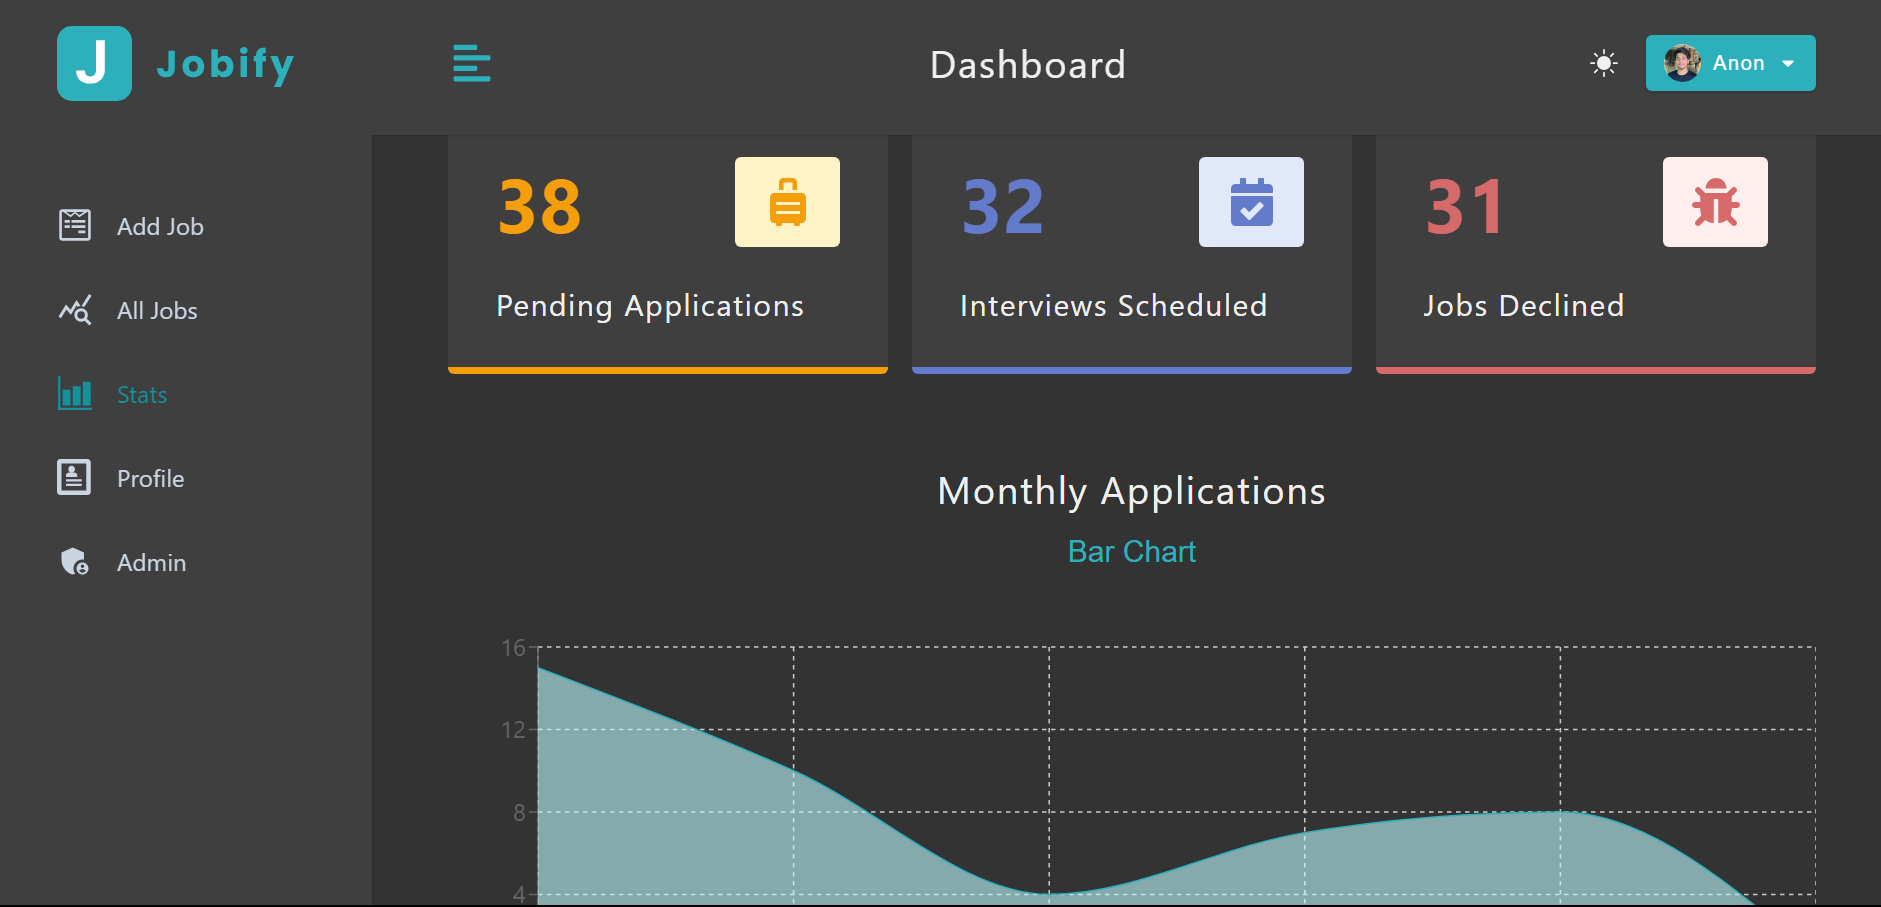 J Jobify
Dashboard
Anon
Add Job
All Jobs
Stats
Profile
Admin
38
Pending Applications
32
Interviews Scheduled
31
Jobs Declined
Monthly Applications
Bar Chart
16
12
8
4